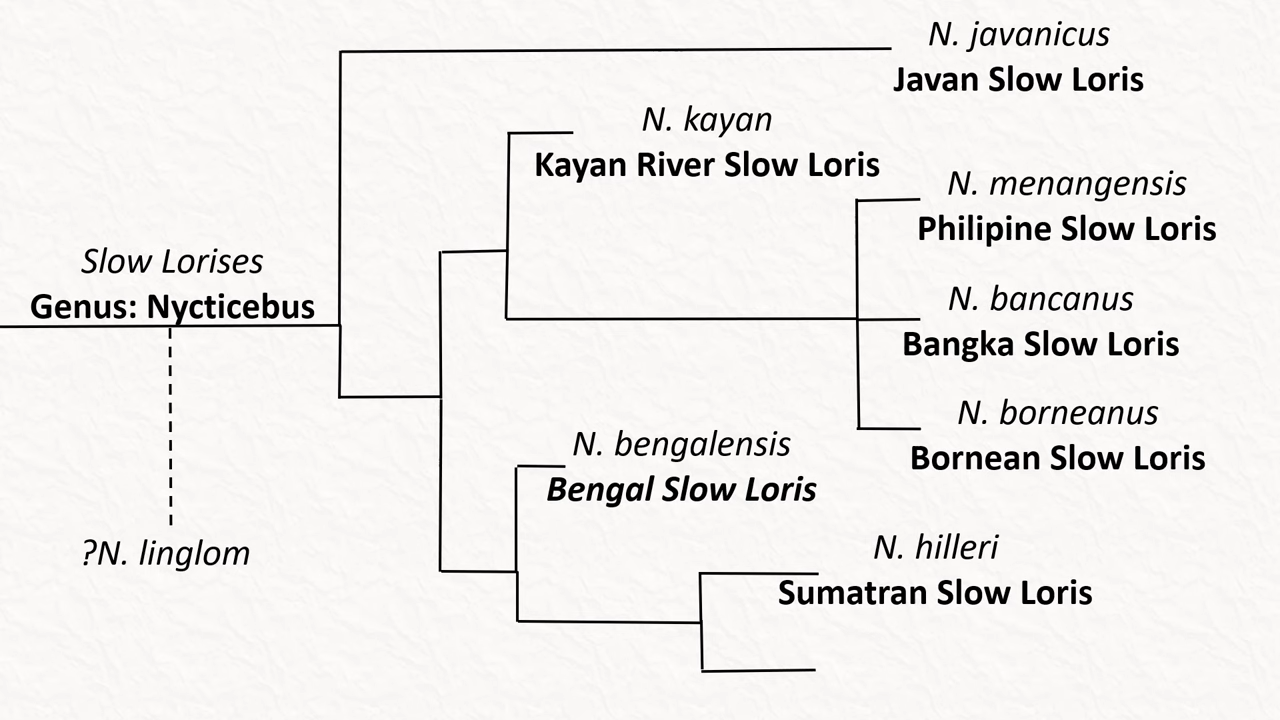 N. javanicus
Javan Slow Loris
N. kayan
Kayan River Slow Loris
N. menangensis
Philipine Slow Loris
Slow Lorises
Genus: Nycticebus
N. bancanus
Bangka Slow Loris
N. borneanus
Bornean Slow Loris
N. bengalensis
Bengal Slow Loris
?N. linglom
N. hilleri
Sumatran Slow Loris